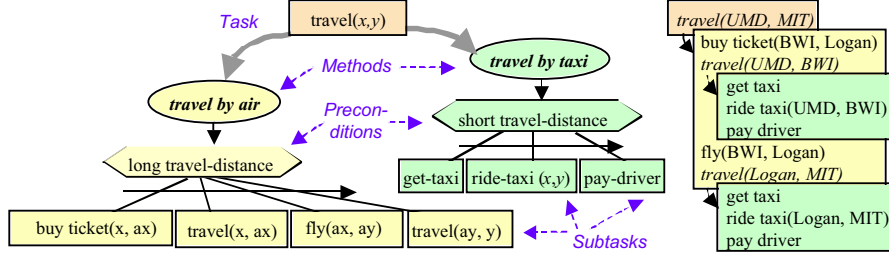 Task
travel(x,y)
Methods
travel by taxi
travel by air
Precon-
ditions
short travel-distance
long travel-distance
get-taxi
ride-taxi (x,y)
pay-driver
buy ticket(x, ax)
travel(x, ax)
fly(ax, ay)
travel(ay, y)
Subtasks
travel(UMD, MIT)
buy ticket(BWI, Logan)
travel(UMD, BWI)
get taxi
ride taxi(UMD, BWI)
pay driver
fly(BWI, Logan)
travel(Logan, MIT)
get taxi
ride taxi(Logan, MIT)
pay driver